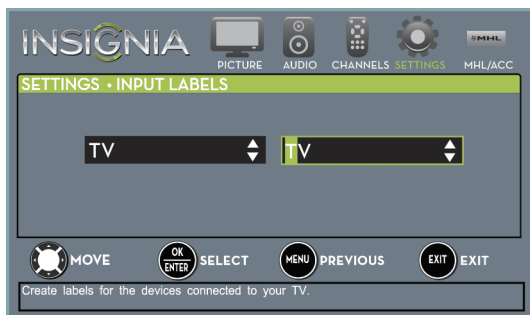 INSIGNIA
PICTURE AUDIO CHANNELS SETTINGS MHL/ACC
MHL
SETTINGS • INPUT LABELS
TV TV
MOVE OK/ENTER SELECT MENU PREVIOUS EXIT EXIT
Create labels for the devices connected to your TV.